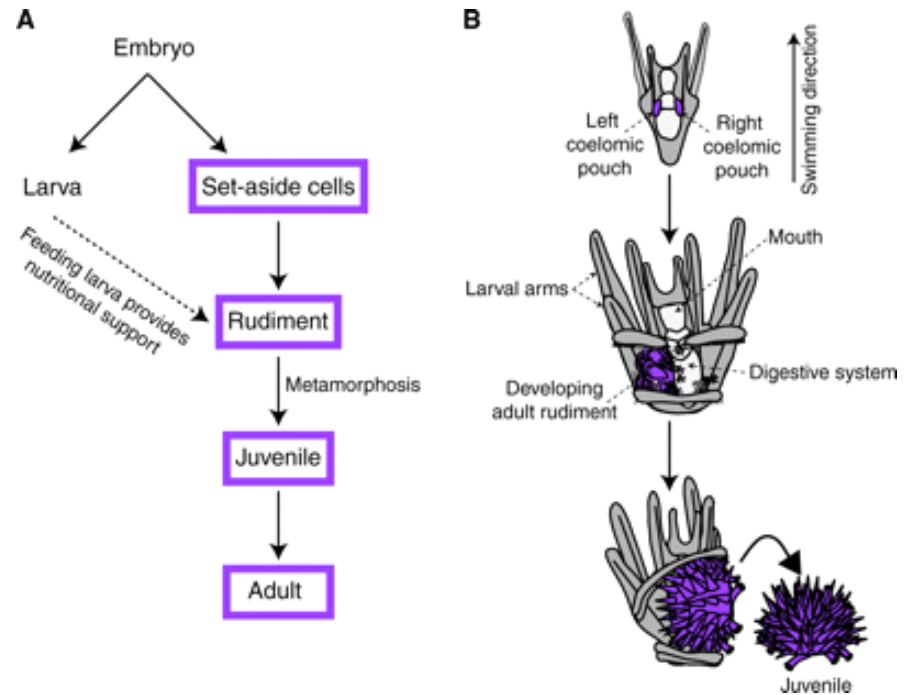 A
Embryo
Larva
Set-aside cells
Feeding larva provides
nutritional support
Rudiment
Metamorphosis
Juvenile
Adult
B
Swimming direction
Left
coelomic
pouch
Right
coelomic
pouch
Mouth
Larval arms
Digestive system
Developing
adult rudiment
Juvenile